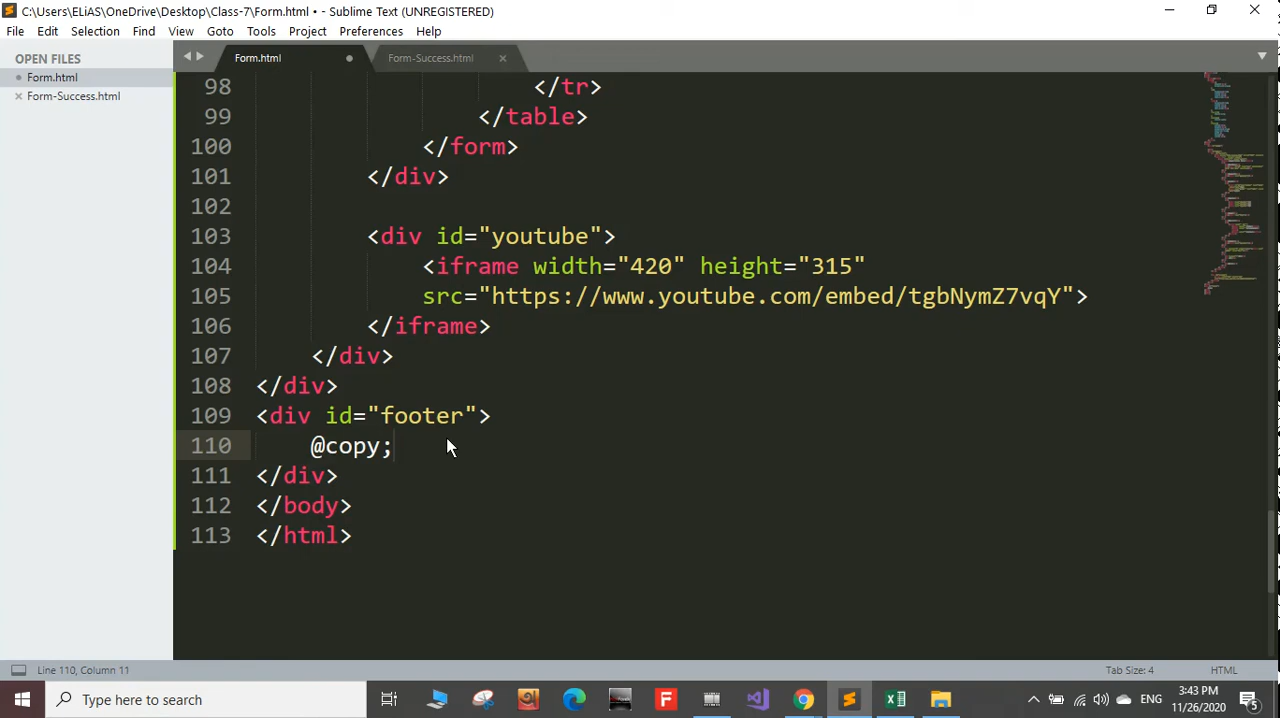 C:\Users\ELiAS\OneDrive\Desktop\Class-7\Form.html • - Sublime Text (UNREGISTERED)
File Edit Selection Find View Goto Tools Project Preferences Help
OPEN FILES
Form.html
Form-Success.html
Form.html
Form-Success.html
98 </tr>
99 </table>
100 </form>
101 </div>
102
103 <div id="youtube">
104 <iframe width="420" height="315"
105 src="https://www.youtube.com/embed/tgbNymZ7vqY">
106 </iframe>
107 </div>
108 </div>
109 <div id="footer">
110 @copy;
111 </div>
112 </body>
113 </html>
Line 110, Column 11
Tab Size: 4
HTML
Type here to search
ENG
3:43 PM
11/26/2020
5